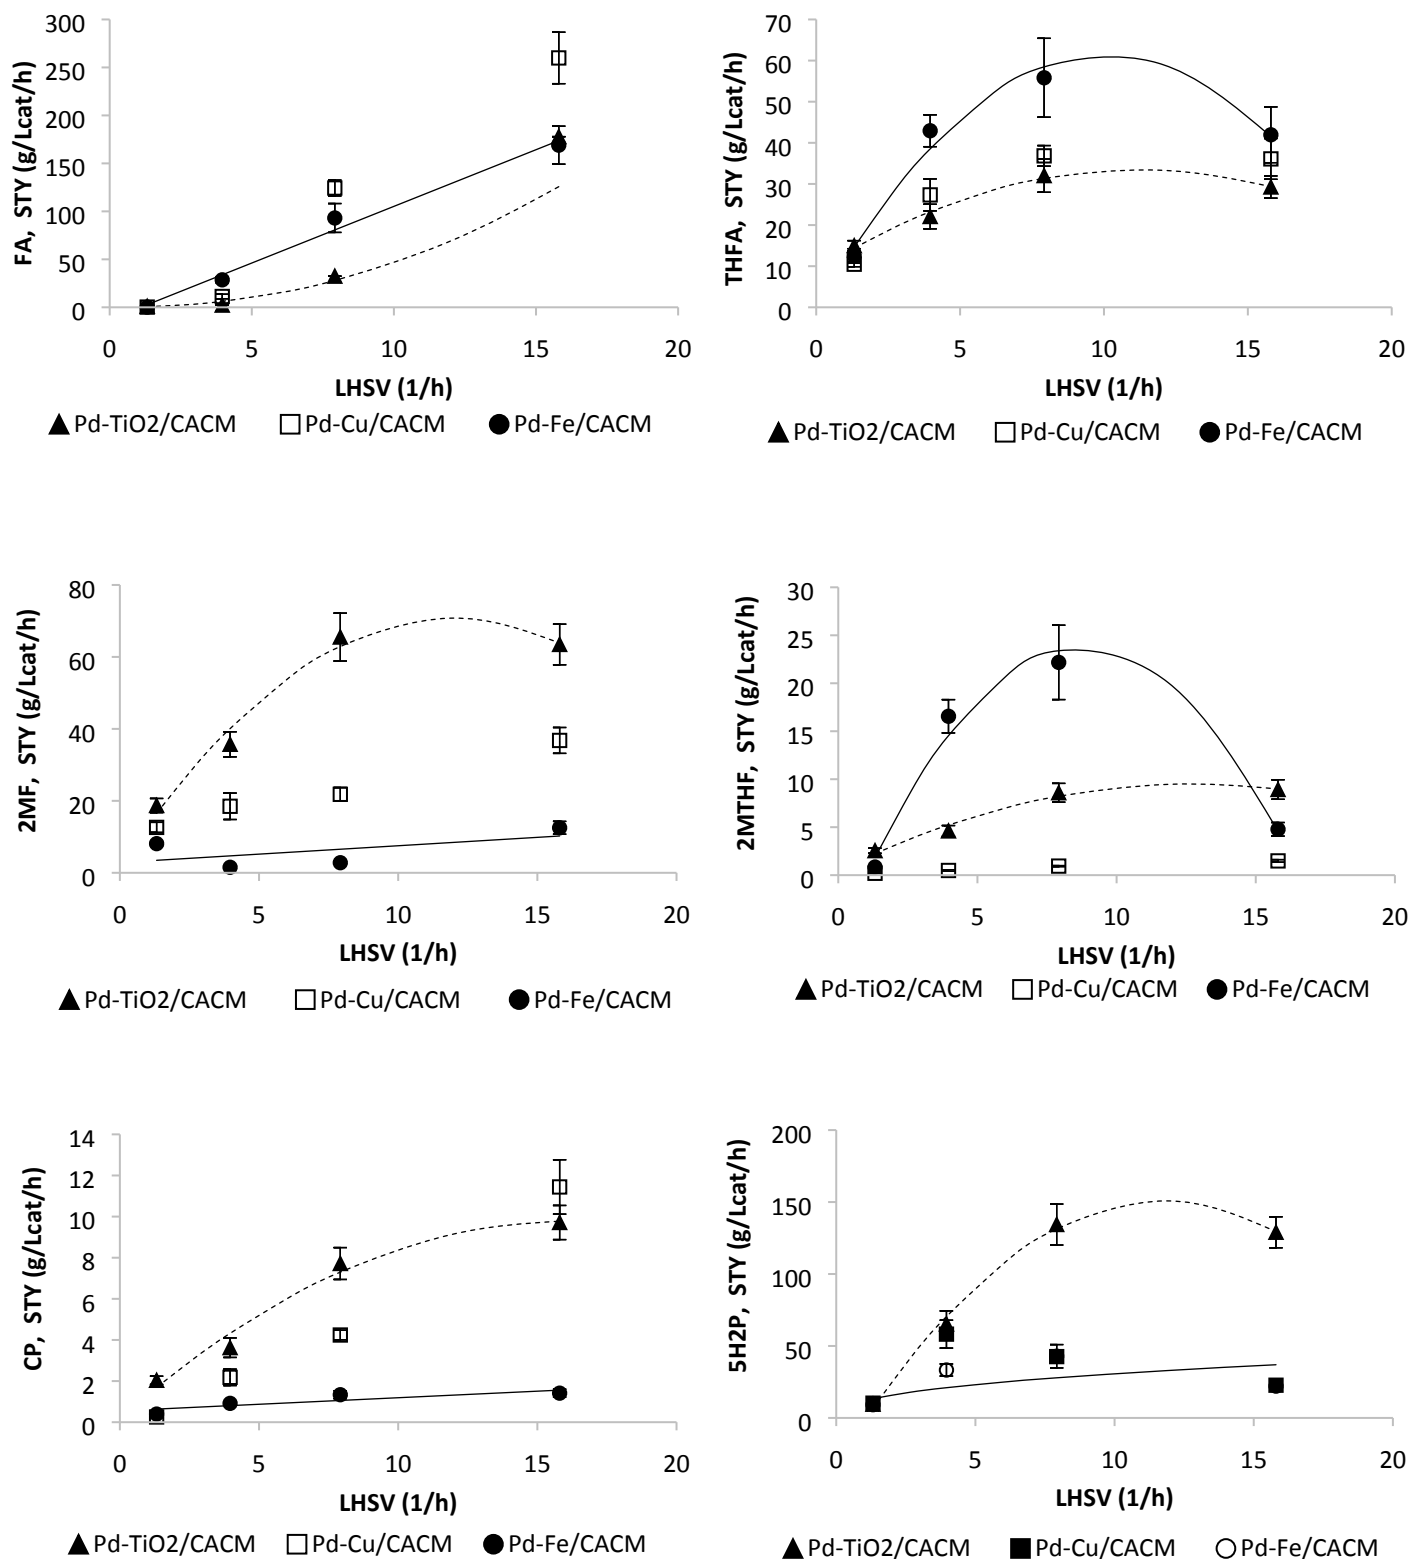 FA, STY (g/Lcat/h)
300
250
200
150
100
50
0
0 5 10 15 20
LHSV (1/h)
Pd-TiO2/CACM Pd-Cu/CACM Pd-Fe/CACM
THFA, STY (g/Lcat/h)
70
60
50
40
30
20
10
0
0 5 10 15 20
LHSV (1/h)
Pd-TiO2/CACM Pd-Cu/CACM Pd-Fe/CACM
2MF, STY (g/Lcat/h)
80
60
40
20
0
0 5 10 15 20
LHSV (1/h)
Pd-TiO2/CACM Pd-Cu/CACM Pd-Fe/CACM
2MTHF, STY (g/Lcat/h)
30
25
20
15
10
5
0
0 5 10 15 20
LHSV (1/h)
Pd-TiO2/CACM Pd-Cu/CACM Pd-Fe/CACM
CP, STY (g/Lcat/h)
14
12
10
8
6
4
2
0
0 5 10 15 20
LHSV (1/h)
Pd-TiO2/CACM Pd-Cu/CACM Pd-Fe/CACM
5H2P, STY (g/Lcat/h)
200
150
100
50
0
0 5 10 15 20
LHSV (1/h)
Pd-TiO2/CACM Pd-Cu/CACM Pd-Fe/CACM